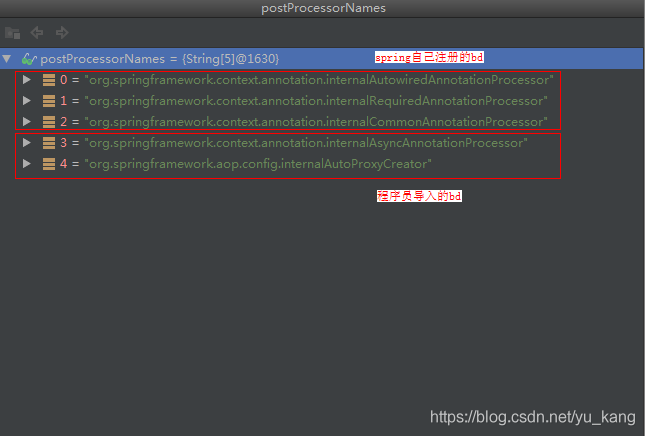 postProcessorNames
postProcessorNames = {String[5]@1630}
spring自己注册的bd
0 = "org.springframework.context.annotation.internalAutowiredAnnotationProcessor"
1 = "org.springframework.context.annotation.internalRequiredAnnotationProcessor"
2 = "org.springframework.context.annotation.internalCommonAnnotationProcessor"
3 = "org.springframework.context.annotation.internalAsyncAnnotationProcessor"
4 = "org.springframework.aop.config.internalAutoProxyCreator"
程序员导入的bd
https://blog.csdn.net/yu_kang